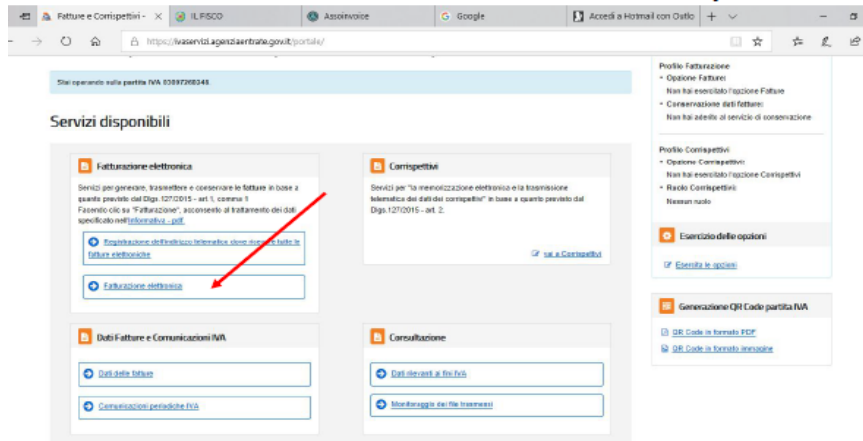 Fatture e Corrispettivi -
IL FISCO
Assoinvoice
Google
Accedi a Hotmail con Outlo
https://ivaservizi.agenziaentrate.gov.it/portale/
Stai operando sulla partita IVA
Servizi disponibili
Fatturazione elettronica
Servizi per generare, trasmettere e conservare le fatture in base a
quanto previsto dal Dlgs.127/2015 - art.1, comma 1
Facendo clic su "Fatturazione", acconsento al trattamento dei dati
specificato nell'informativa - pdf.
Registrazione dell'indirizzo telematico dove ricevere tutte le
fatture elettroniche
Fatturazione elettronica
Corrispettivi
Servizi per "la memorizzazione elettronica e la trasmissione
telematica dei dati dei corrispettivi" in base a quanto previsto dal
Dlgs.127/2015 - art. 2.
vai a Corrispettivi
Dati Fatture e Comunicazioni IVA
Dati delle fatture
Comunicazioni periodiche IVA
Consultazione
Dati rilevanti ai fini IVA
Monitoraggio dei file trasmessi
Profilo Fatturazione
• Opzione Fatture:
Non hai esercitato l'opzione Fatture
• Conservazione dati fatture:
Non hai aderito al servizio di conservazione
Profilo Corrispettivi
• Opzione Corrispettivi:
Non hai esercitato l'opzione Corrispettivi
• Ruolo Corrispettivi:
Nessun ruolo
Esercizio delle opzioni
Esercita le opzioni
Generazione QR Code partita IVA
QR Code in formato PDF
QR Code in formato immagine